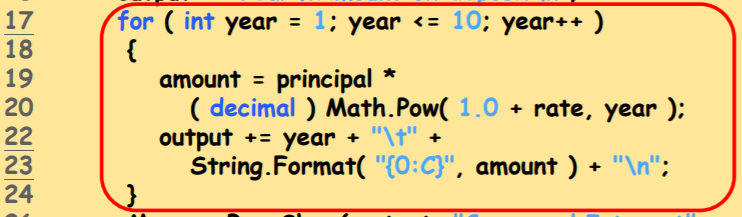 17 for ( int year = 1; year <= 10; year++ )
18 {
19 amount = principal *
20 ( decimal ) Math.Pow( 1.0 + rate, year );
22 output += year + "\t" +
23 String.Format( "{0:C}", amount ) + "\n";
24 }